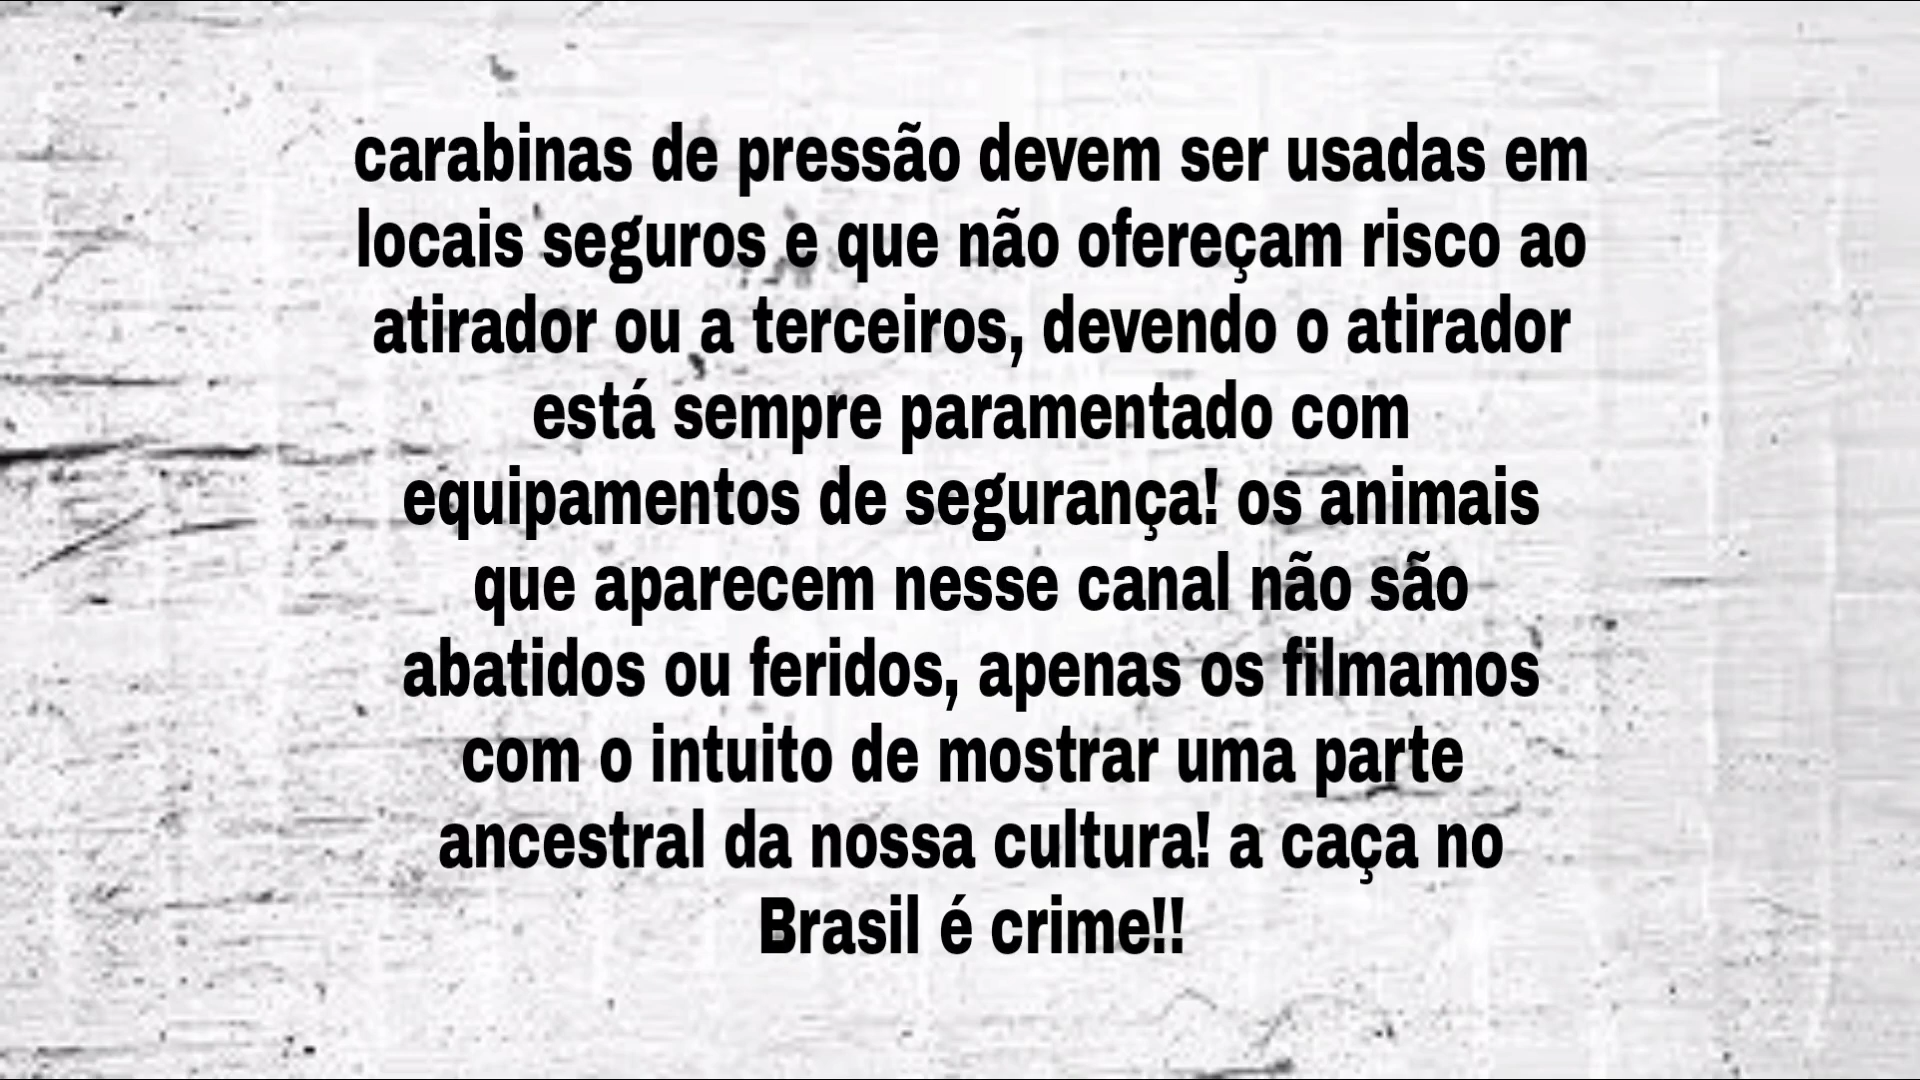 carabinas de pressão devem ser usadas em
locais seguros e que não ofereçam risco ao
atirador ou a terceiros, devendo o atirador
está sempre paramentado com
equipamentos de segurança! os animais
que aparecem nesse canal não são
abatidos ou feridos, apenas os filmamos
com o intuito de mostrar uma parte
ancestral da nossa cultura! a caça no
Brasil é crime!!